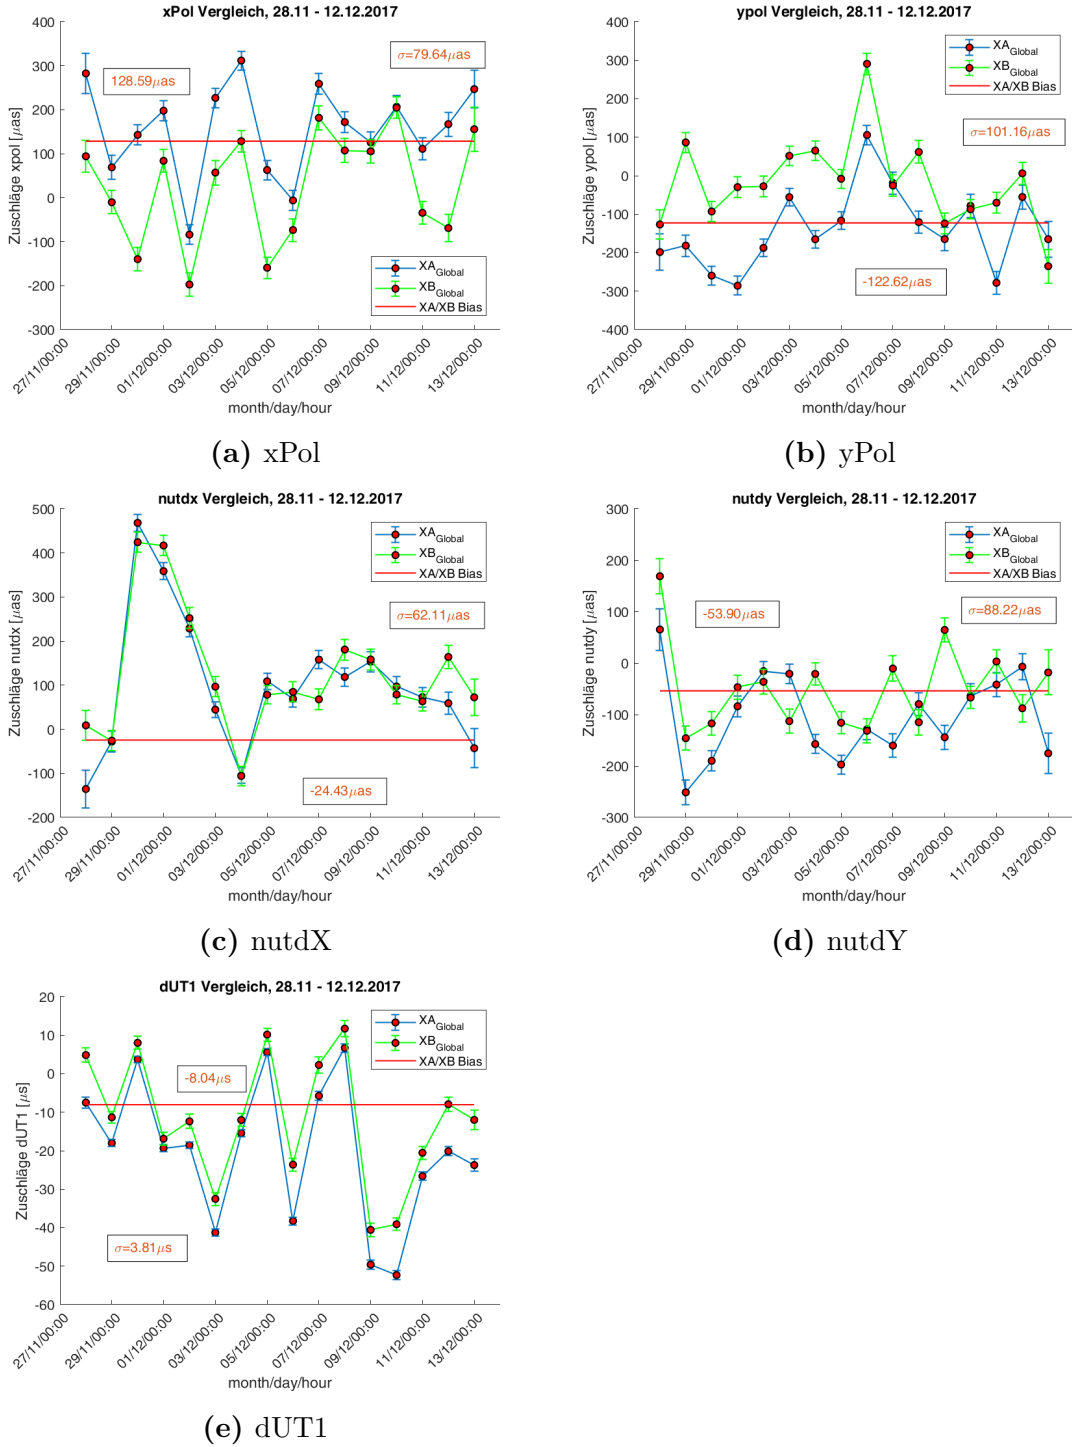 xPol Vergleich, 28.11 - 12.12.2017
Zuschläge xpol [µas]
400
300
200
100
0
-100
-200
-300
128.59µas
σ=79.64µas
XA_Global
XB_Global
XA/XB Bias
27/11/00:00
29/11/00:00
01/12/00:00
03/12/00:00
05/12/00:00
07/12/00:00
09/12/00:00
11/12/00:00
13/12/00:00
month/day/hour
(a) xPol
ypol Vergleich, 28.11 - 12.12.2017
Zuschläge ypol [µas]
400
300
200
100
0
-100
-200
-300
-400
XA_Global
XB_Global
XA/XB Bias
σ=101.16µas
-122.62µas
27/11/00:00
29/11/00:00
01/12/00:00
03/12/00:00
05/12/00:00
07/12/00:00
09/12/00:00
11/12/00:00
13/12/00:00
month/day/hour
(b) yPol
nutdx Vergleich, 28.11 - 12.12.2017
Zuschläge nutdx [µas]
500
400
300
200
100
0
-100
-200
XA_Global
XB_Global
XA/XB Bias
σ=62.11µas
-24.43µas
27/11/00:00
29/11/00:00
01/12/00:00
03/12/00:00
05/12/00:00
07/12/00:00
09/12/00:00
11/12/00:00
13/12/00:00
month/day/hour
(c) nutdX
nutdy Vergleich, 28.11 - 12.12.2017
Zuschläge nutdy [µas]
300
200
100
0
-100
-200
-300
XA_Global
XB_Global
XA/XB Bias
-53.90µas
σ=88.22µas
27/11/00:00
29/11/00:00
01/12/00:00
03/12/00:00
05/12/00:00
07/12/00:00
09/12/00:00
11/12/00:00
13/12/00:00
month/day/hour
(d) nutdY
dUT1 Vergleich, 28.11 - 12.12.2017
Zuschläge dUT1 [µs]
20
10
0
-10
-20
-30
-40
-50
-60
XA_Global
XB_Global
XA/XB Bias
-8.04µs
σ=3.81µs
27/11/00:00
29/11/00:00
01/12/00:00
03/12/00:00
05/12/00:00
07/12/00:00
09/12/00:00
11/12/00:00
13/12/00:00
month/day/hour
(e) dUT1